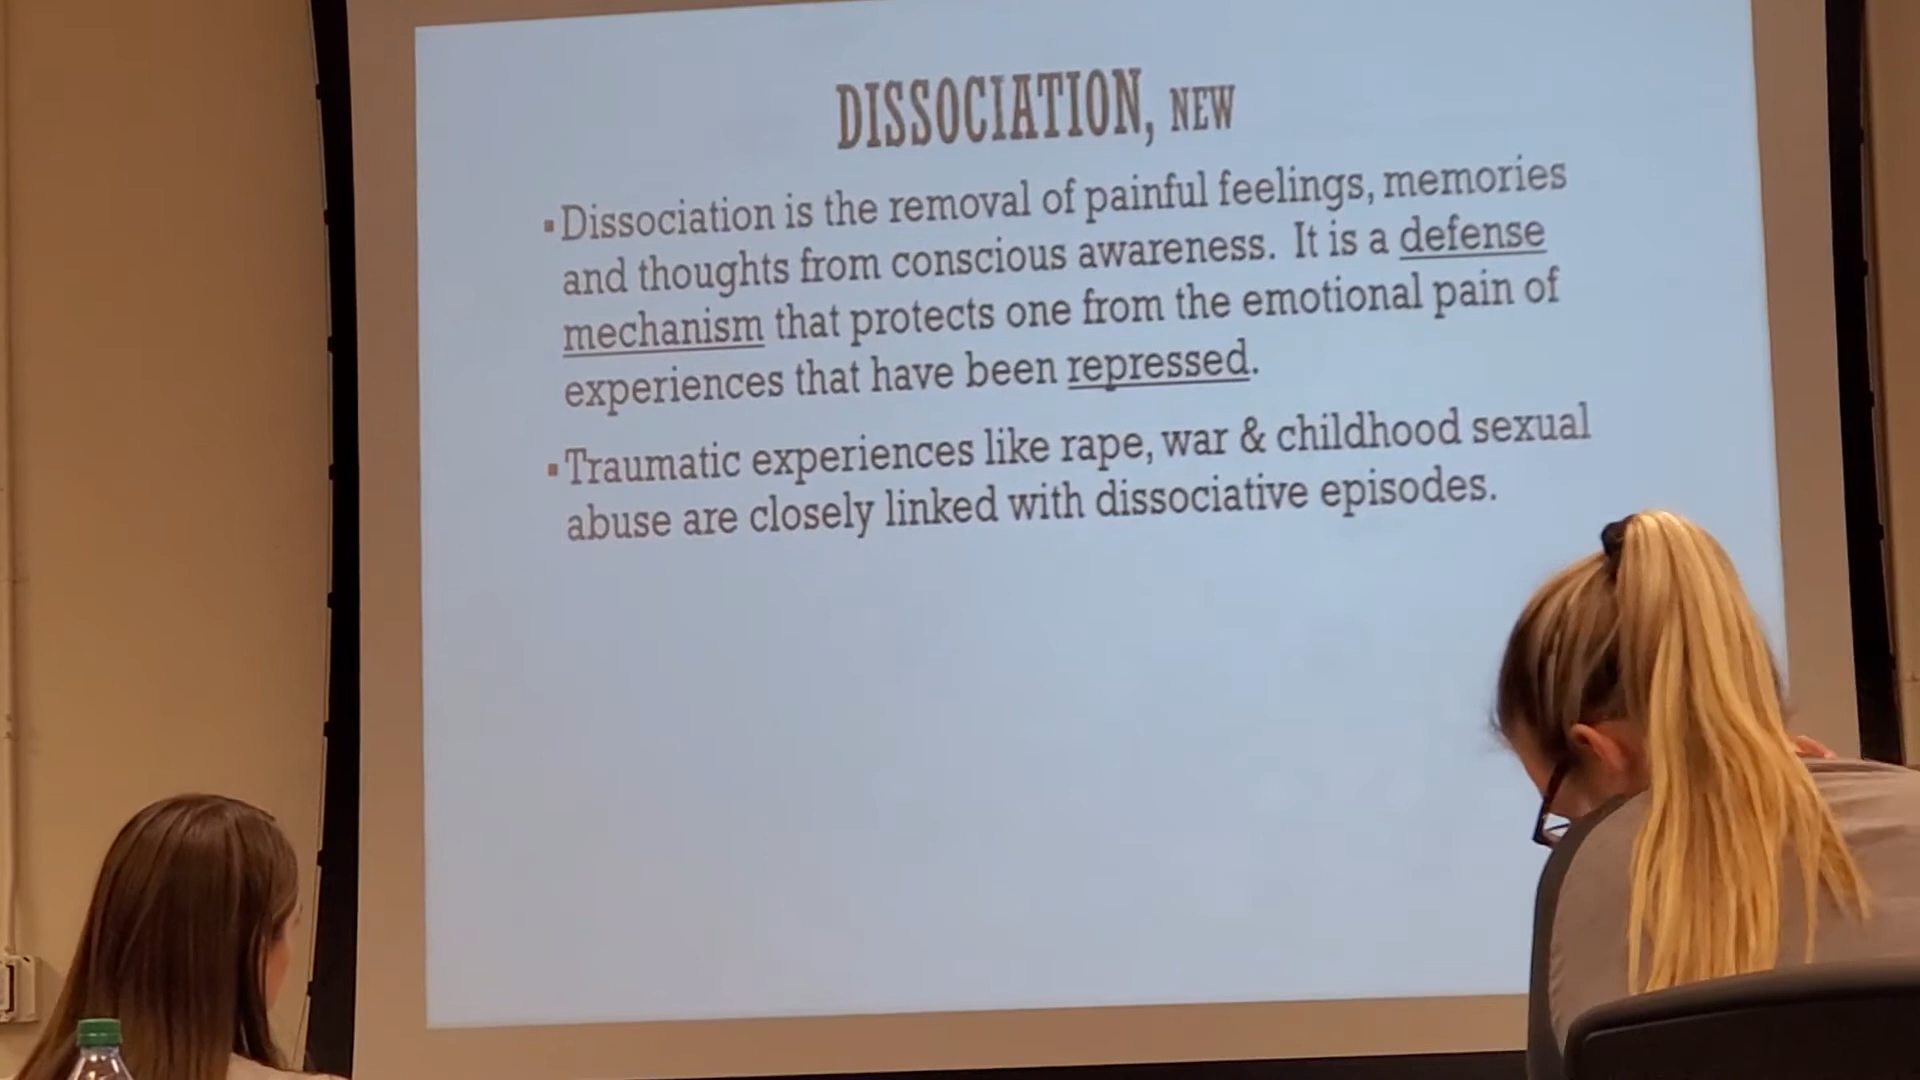 DISSOCIATION, NEW
▪Dissociation is the removal of painful feelings, memories
and thoughts from conscious awareness. It is a defense
mechanism that protects one from the emotional pain of
experiences that have been repressed.
▪Traumatic experiences like rape, war & childhood sexual
abuse are closely linked with dissociative episodes.